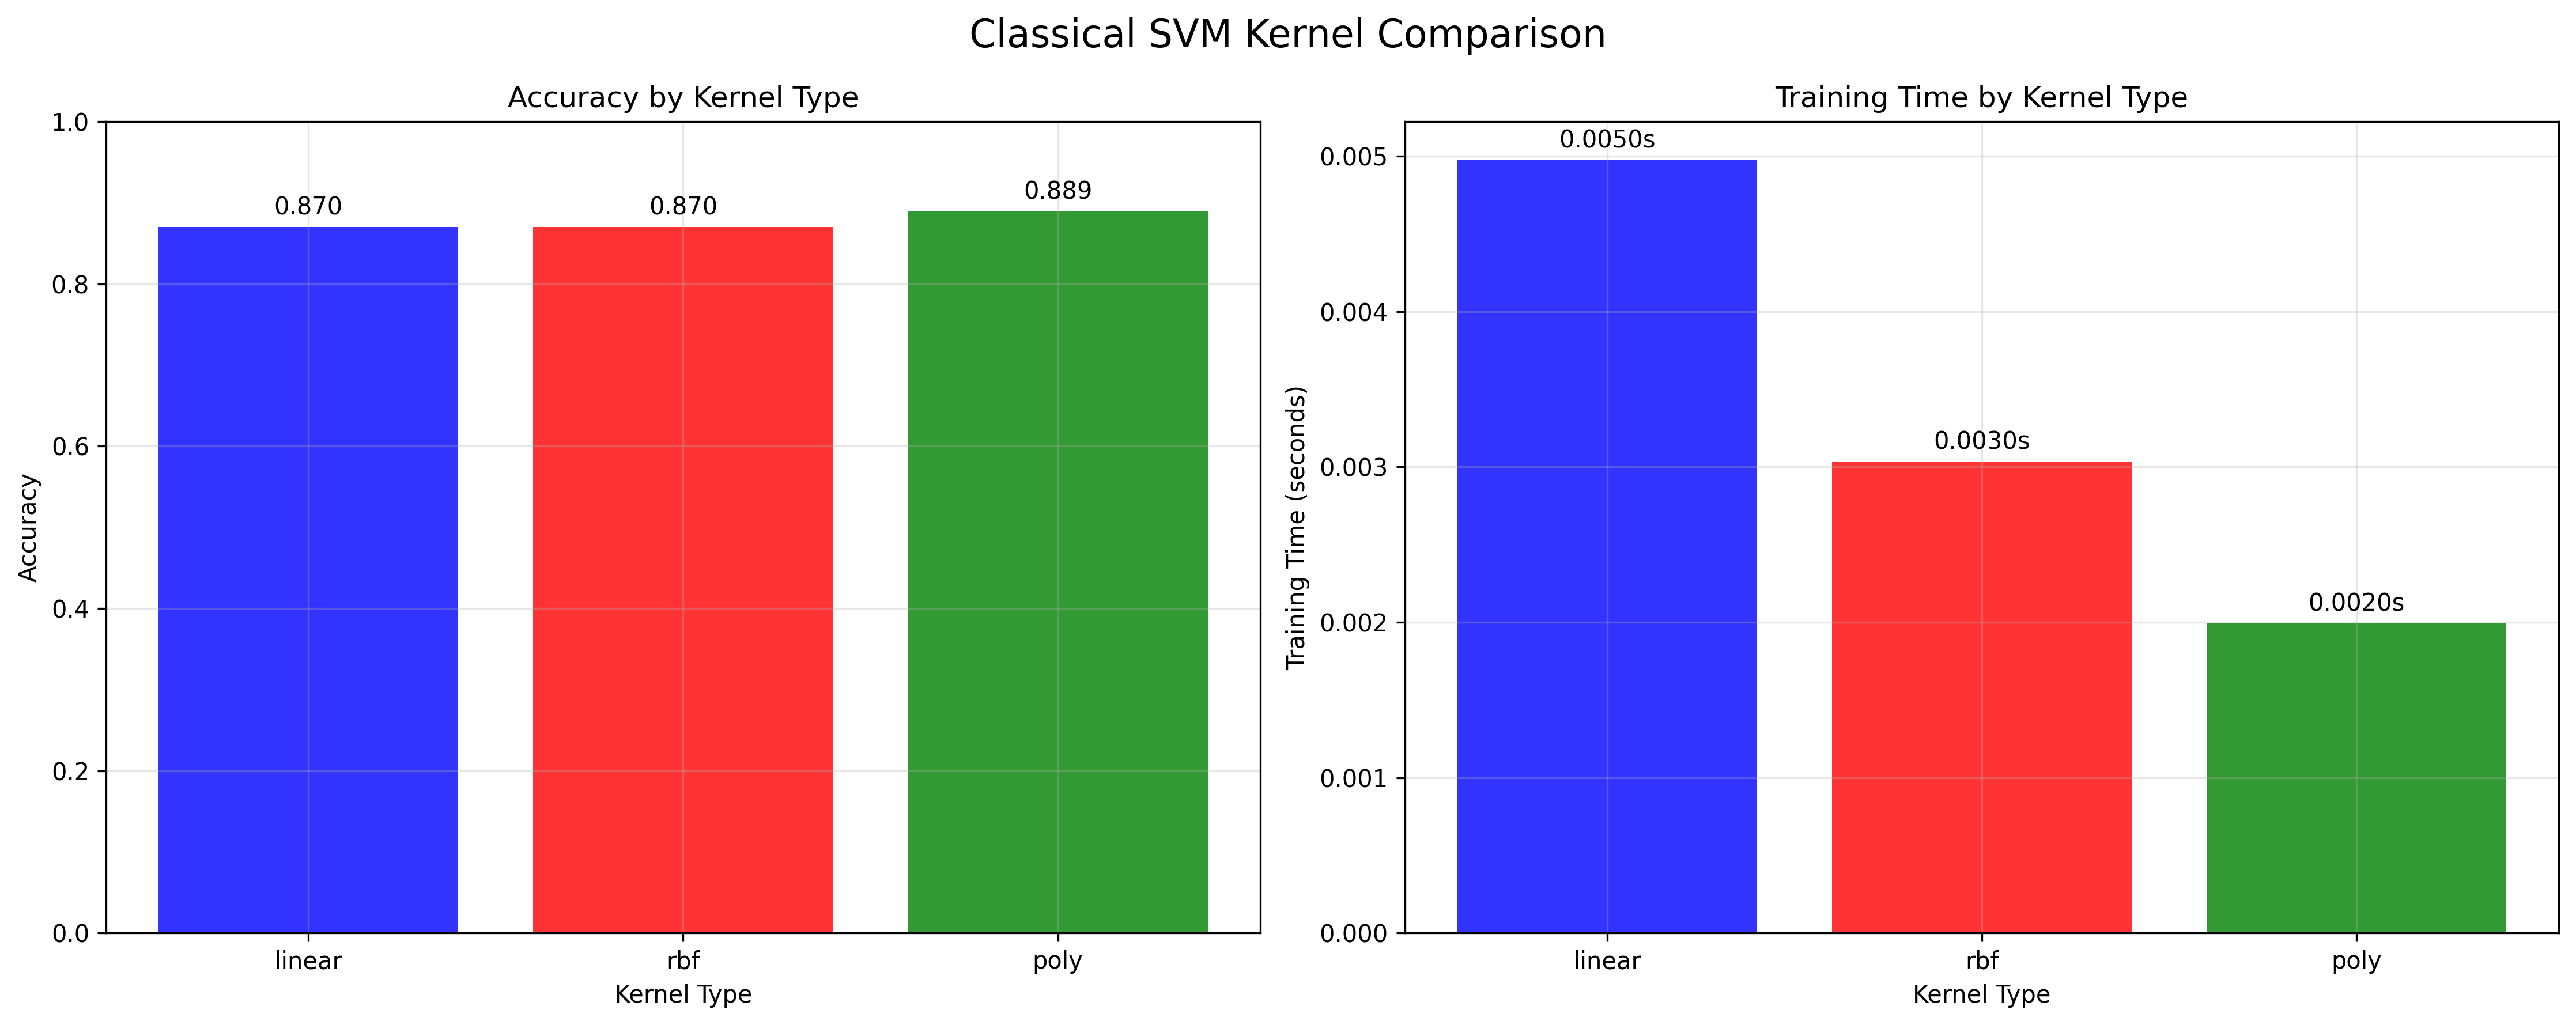 Classical SVM Kernel Comparison
Accuracy by Kernel Type
1.0
0.8
0.6
0.4
0.2
0.0
Accuracy
0.870
0.870
0.889
linear
rbf
poly
Kernel Type
Training Time by Kernel Type
0.005
0.004
0.003
0.002
0.001
0.000
Training Time (seconds)
0.0050s
0.0030s
0.0020s
linear
rbf
poly
Kernel Type